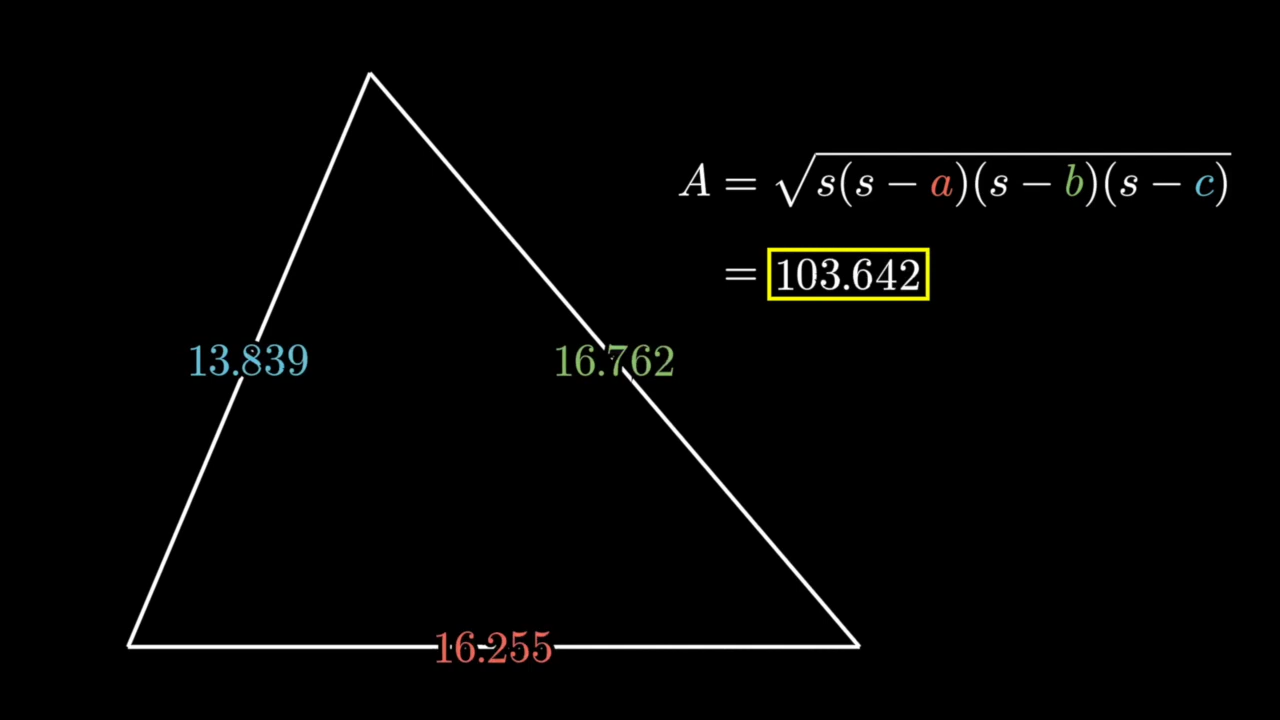 A = √s(s − a)(s − b)(s − c)
= 103.642
13.839
16.762
16.255